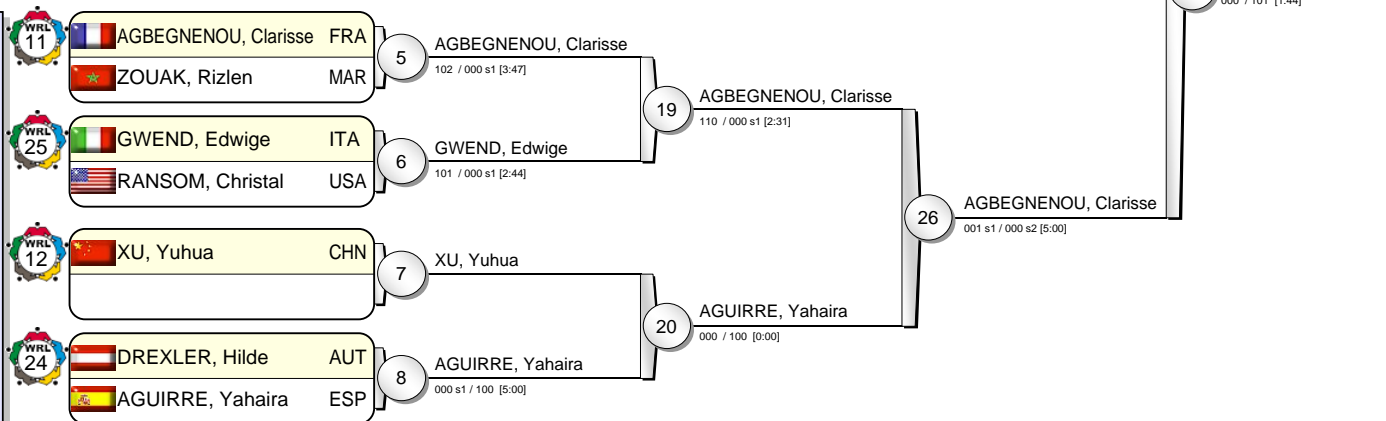 000 / 101 [1:44]
WRL 11 AGBEGNENOU, Clarisse FRA
ZOUAK, Rizlen MAR
5 AGBEGNENOU, Clarisse
102 / 000 s1 [3:47]
19 AGBEGNENOU, Clarisse
110 / 000 s1 [2:31]
WRL 25 GWEND, Edwige ITA
RANSOM, Christal USA
6 GWEND, Edwige
101 / 000 s1 [2:44]
26 AGBEGNENOU, Clarisse
001 s1 / 000 s2 [5:00]
WRL 12 XU, Yuhua CHN
7 XU, Yuhua
20 AGUIRRE, Yahaira
000 / 100 [0:00]
WRL 24 DREXLER, Hilde AUT
AGUIRRE, Yahaira ESP
8 AGUIRRE, Yahaira
000 s1 / 100 [5:00]